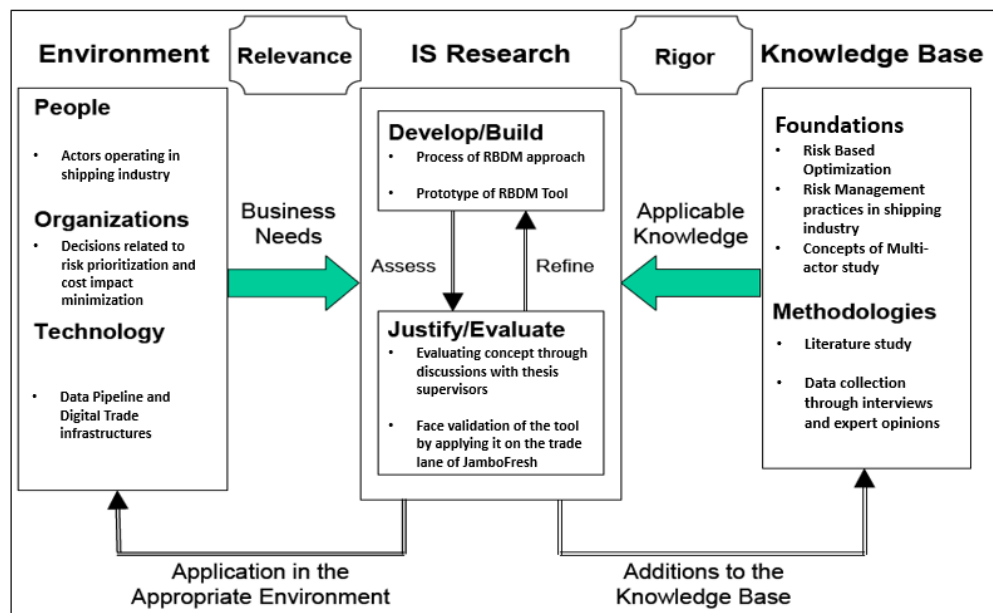 Environment
Relevance
IS Research
Rigor
Knowledge Base
People
• Actors operating in
shipping industry
Organizations
• Decisions related to
risk prioritization and
cost impact
minimization
Technology
• Data Pipeline and
Digital Trade
infrastructures
Business
Needs
Develop/Build
• Process of RBDM approach
• Prototype of RBDM Tool
Assess
Refine
Justify/Evaluate
• Evaluating concept through
discussions with thesis
supervisors
• Face validation of the tool
by applying it on the trade
lane of JamboFresh
Applicable
Knowledge
Foundations
• Risk Based
Optimization
• Risk Management
practices in shipping
industry
• Concepts of Multi-
actor study
Methodologies
• Literature study
• Data collection
through interviews
and expert opinions
Application in the
Appropriate Environment
Additions to the
Knowledge Base